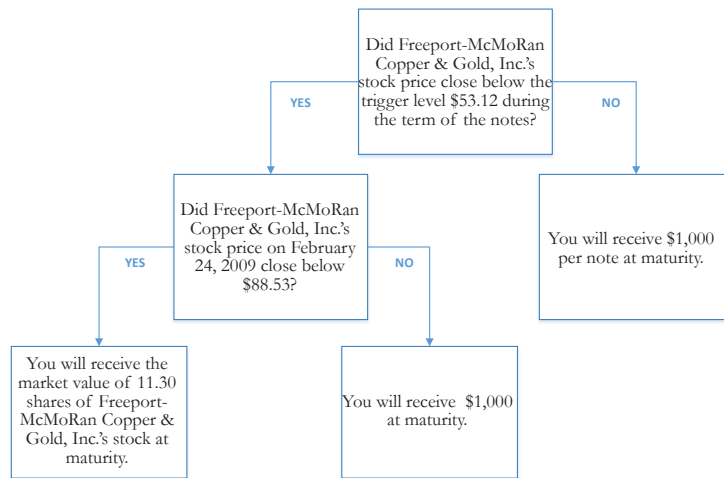 Did Freeport-McMoRan
Copper & Gold, Inc.'s
stock price close below the
trigger level $53.12 during
the term of the notes?
YES
NO
Did Freeport-McMoRan
Copper & Gold, Inc.'s
stock price on February
24, 2009 close below
$88.53?
You will receive $1,000
per note at maturity.
YES
NO
You will receive the
market value of 11.30
shares of Freeport-
McMoRan Copper &
Gold, Inc.'s stock at
maturity.
You will receive $1,000
at maturity.